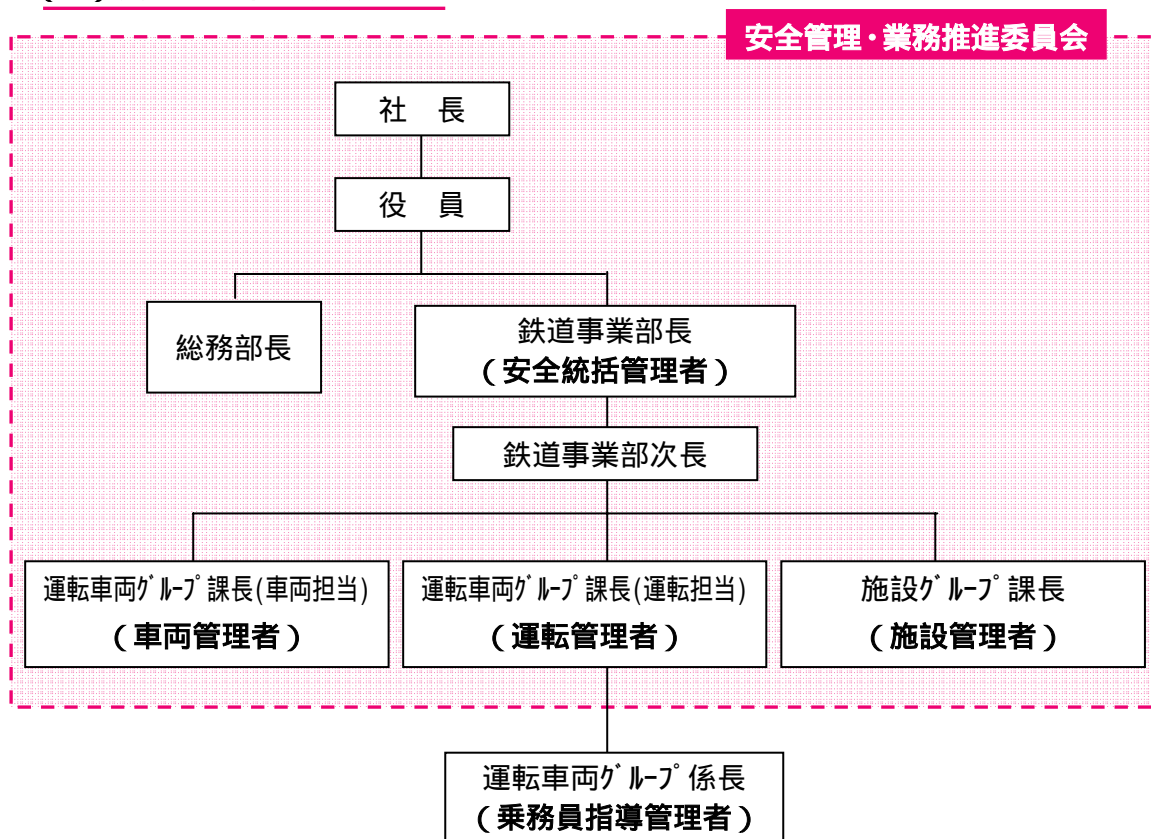 安全管理・業務推進委員会
社　長
役　員
総務部長
鉄道事業部長
（安全統括管理者）
鉄道事業部次長
運転車両ｸﾞﾙｰﾌﾟ課長(車両担当)
（車両管理者）
運転車両ｸﾞﾙｰﾌﾟ課長(運転担当)
（運転管理者）
施設ｸﾞﾙｰﾌﾟ課長
（施設管理者）
運転車両ｸﾞﾙｰﾌﾟ係長
（乗務員指導管理者）